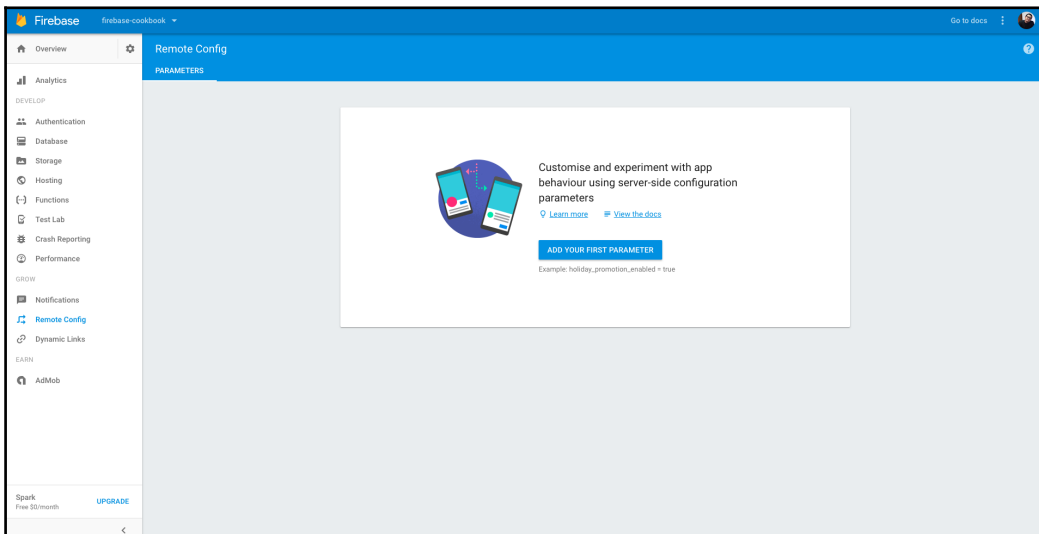 Firebase
firebase-cookbook
Go to docs
Overview
Remote Config
PARAMETERS
Analytics
DEVELOP
Authentication
Database
Storage
Hosting
Functions
Test Lab
Crash Reporting
Performance
GROW
Notifications
Remote Config
Dynamic Links
EARN
AdMob
Spark
Free $0/month
UPGRADE
Customise and experiment with app
behaviour using server-side configuration
parameters
Learn more View the docs
ADD YOUR FIRST PARAMETER
Example: holiday_promotion_enabled = true